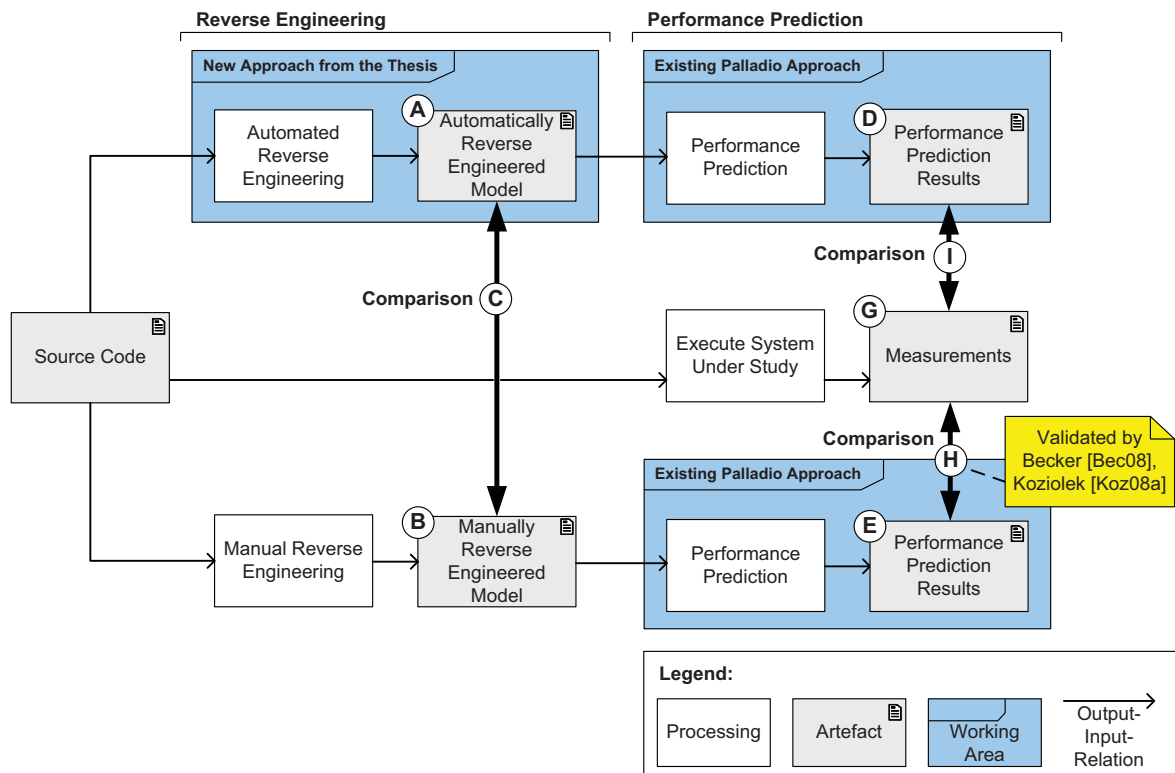 Reverse Engineering
Performance Prediction
New Approach from the Thesis
Existing Palladio Approach
A
D
Automated
Reverse
Engineering
Automatically
Reverse
Engineered
Model
Performance
Prediction
Performance
Prediction
Results
Comparison
C
Comparison
I
G
Source Code
Execute System
Under Study
Measurements
Comparison
H
Validated by
Becker [Bec08],
Koziolek [Koz08a]
Existing Palladio Approach
B
E
Manual Reverse
Engineering
Manually
Reverse
Engineered
Model
Performance
Prediction
Performance
Prediction
Results
Legend:
Processing
Artefact
Working
Area
Output-
Input-
Relation